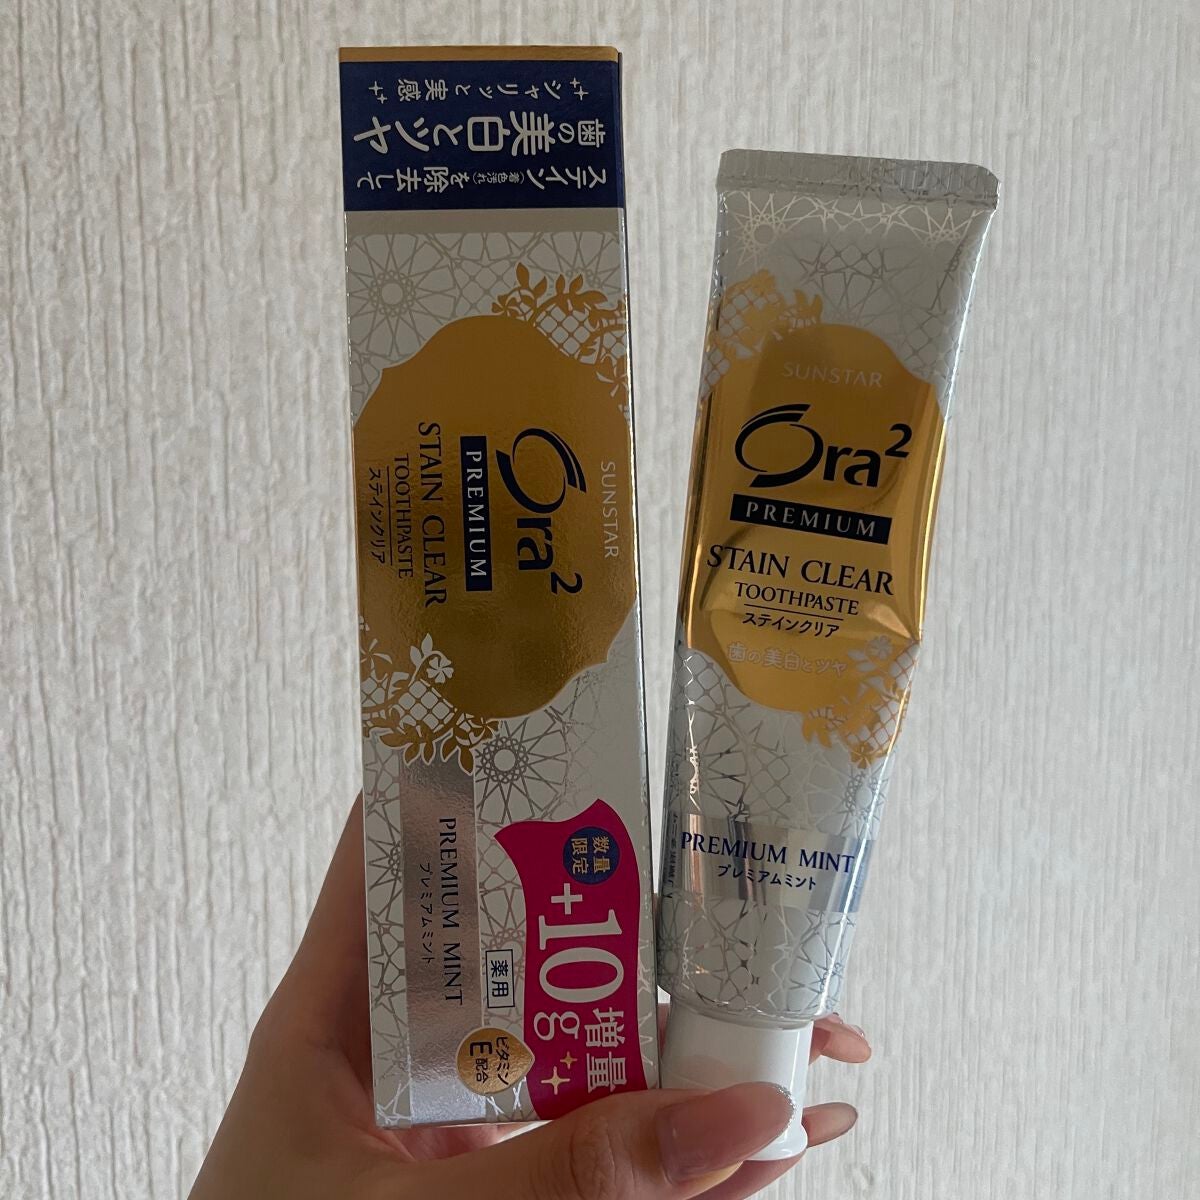 ステイン(着色汚れ)を除去して
歯の美白とツヤ
シャリッと実感
SUNSTAR
Ora²
PREMIUM
STAIN CLEAR
TOOTHPASTE
ステインクリア
PREMIUM MINT
プレミアムミント
数量
限定
+10g
増量
薬用
ビタミン
E配合
SUNSTAR
Ora²
PREMIUM
STAIN CLEAR
TOOTHPASTE
ステインクリア
歯の美白とツヤ
PREMIUM MINT
プレミアムミント